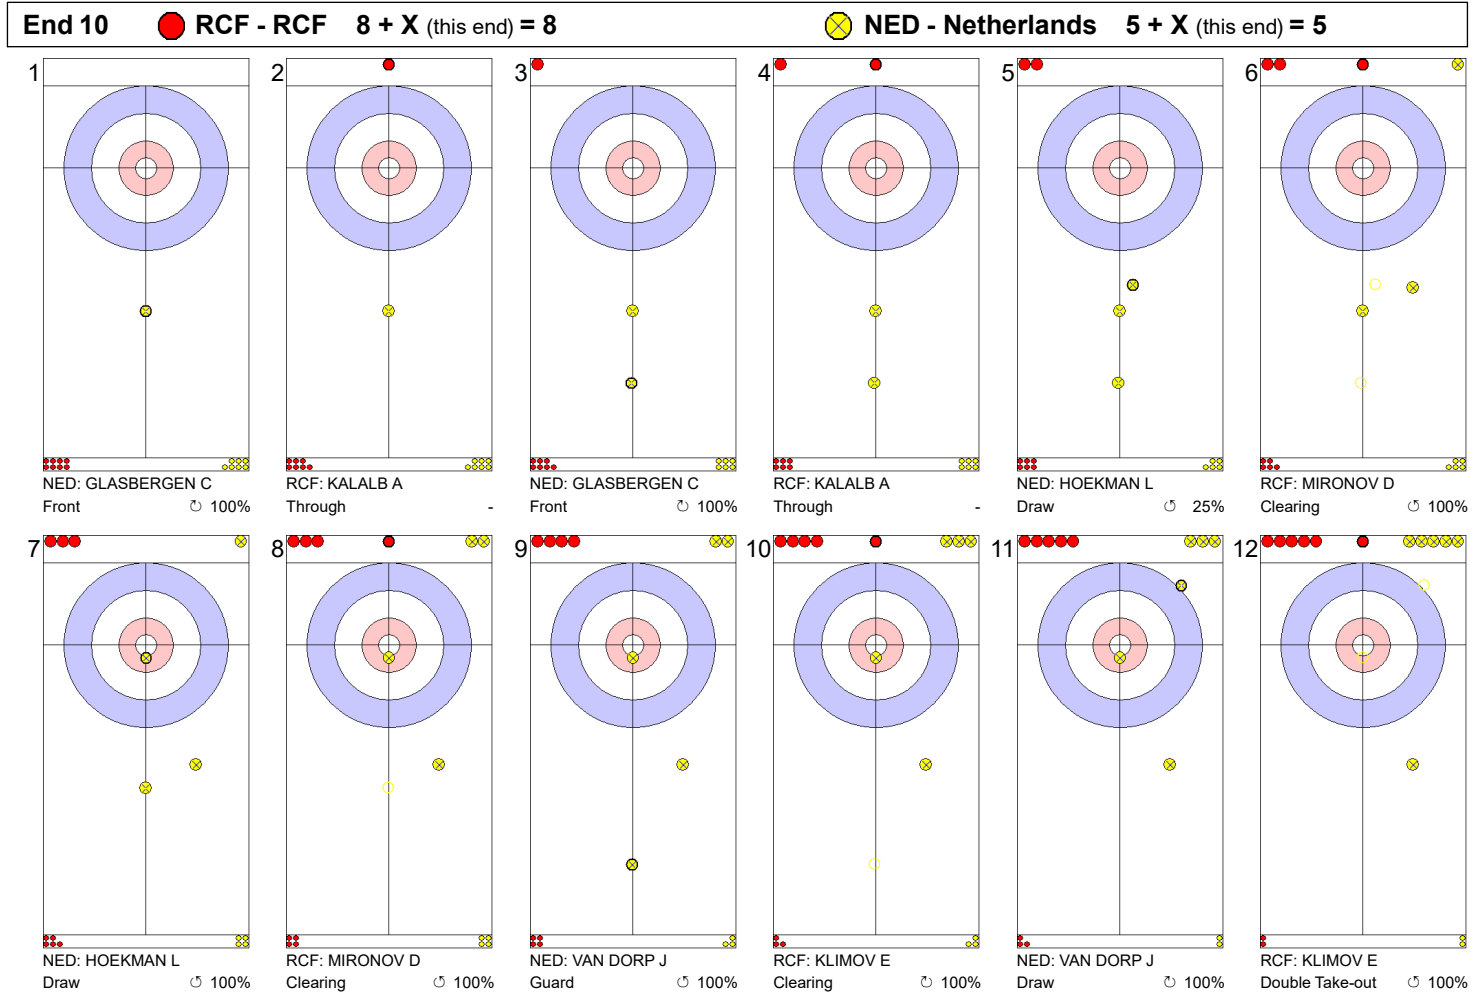 End 10 RCF - RCF 8 + X (this end) = 8 NED - Netherlands 5 + X (this end) = 5
1 2 3 4 5 6
NED: GLASBERGEN C RCF: KALALB A NED: GLASBERGEN C RCF: KALALB A NED: HOEKMAN L RCF: MIRONOV D
Front ↻ 100% Through - Front ↻ 100% Through - Draw ↺ 25% Clearing ↻ 100%
7 8 9 10 11 12
NED: HOEKMAN L RCF: MIRONOV D NED: VAN DORP J RCF: KLIMOV E NED: VAN DORP J RCF: KLIMOV E
Draw ↺ 100% Clearing ↺ 100% Guard ↻ 100% Clearing ↻ 100% Draw ↺ 100% Double Take-out ↺ 100%